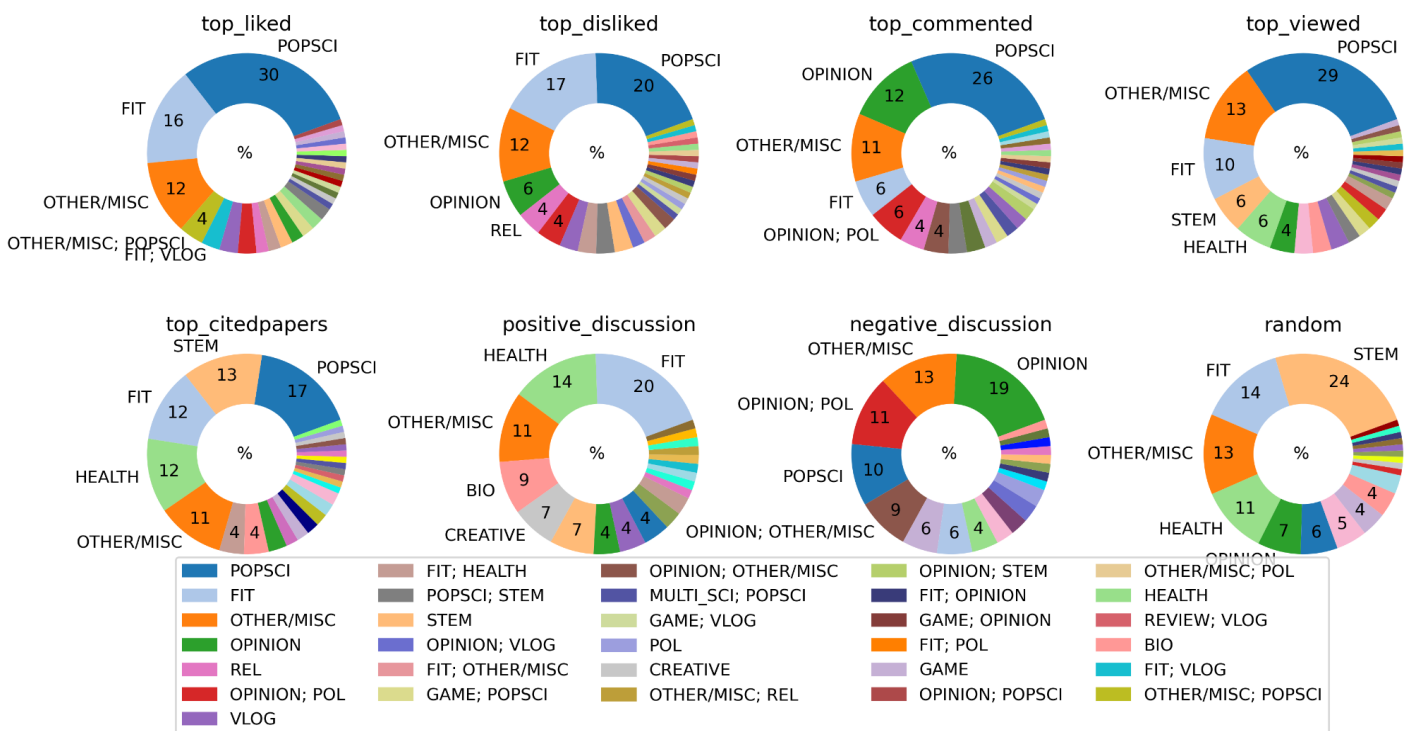 top_liked
POPSCI
30
FIT
16
%
12
OTHER/MISC
4
OTHER/MISC; POPSCI
FIT; VLOG
top_disliked
FIT
POPSCI
17
20
OTHER/MISC
12
%
6
OPINION
4
4
REL
top_commented
POPSCI
OPINION
26
12
OTHER/MISC
11
%
6
FIT
6
OPINION; POL
4
4
top_viewed
POPSCI
29
OTHER/MISC
13
%
FIT
10
6
STEM
6
4
HEALTH
top_citedpapers
STEM
POPSCI
13
17
FIT
12
%
HEALTH
12
11
OTHER/MISC
4
4
positive_discussion
HEALTH
FIT
14
20
OTHER/MISC
11
%
BIO
9
7
CREATIVE
7
4
4
4
negative_discussion
OTHER/MISC
OPINION
13
19
OPINION; POL
11
%
POPSCI
10
9
OPINION; OTHER/MISC
6
6
4
random
STEM
FIT
24
14
OTHER/MISC
13
%
11
HEALTH
7
6
5
4
4
OPINION
POPSCI
FIT
OTHER/MISC
OPINION
REL
OPINION; POL
VLOG
FIT; HEALTH
POPSCI; STEM
STEM
OPINION; VLOG
FIT; OTHER/MISC
GAME; POPSCI
OPINION; OTHER/MISC
MULTI_SCI; POPSCI
GAME; VLOG
POL
CREATIVE
OTHER/MISC; REL
OPINION; STEM
FIT; OPINION
GAME; OPINION
FIT; POL
GAME
OPINION; POPSCI
OTHER/MISC; POL
HEALTH
REVIEW; VLOG
BIO
FIT; VLOG
OTHER/MISC; POPSCI